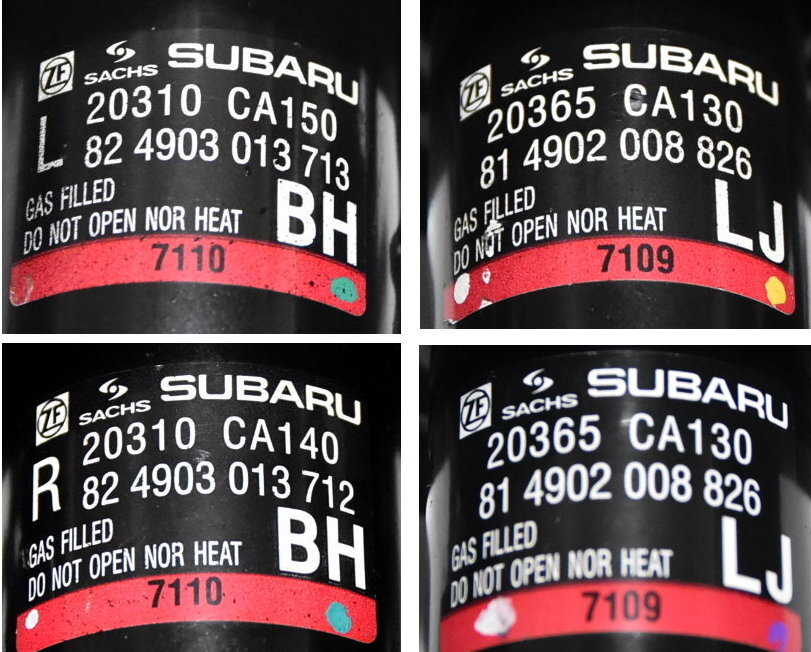 ZF SACHS SUBARU
L 20310 CA150
82 4903 013 713
GAS FILLED
DO NOT OPEN NOR HEAT
BH
7110
ZF SACHS SUBARU
20365 CA130
81 4902 008 826
GAS FILLED
DO NOT OPEN NOR HEAT
LJ
7109
ZF SACHS SUBARU
R 20310 CA140
82 4903 013 712
GAS FILLED
DO NOT OPEN NOR HEAT
BH
7110
ZF SACHS SUBARU
20365 CA130
81 4902 008 826
GAS FILLED
DO NOT OPEN NOR HEAT
LJ
7109